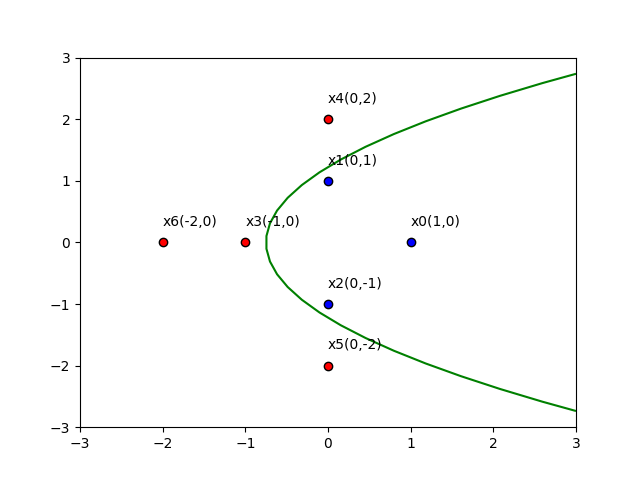 3
x4(0,2)
2
x1(0,1)
1
x6(-2,0) x3(-1,0) x0(1,0)
0
x2(0,-1)
−1
x5(0,-2)
−2
−3
−3 −2 −1 0 1 2 3